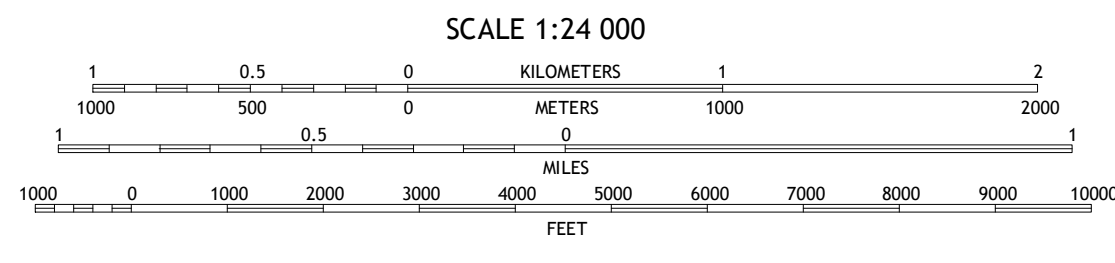 SCALE 1:24 000
1 0.5 0 KILOMETERS 1 2
1000 500 0 METERS 1000 2000
1 0.5 0 1
MILES
1000 0 1000 2000 3000 4000 5000 6000 7000 8000 9000 10000
FEET